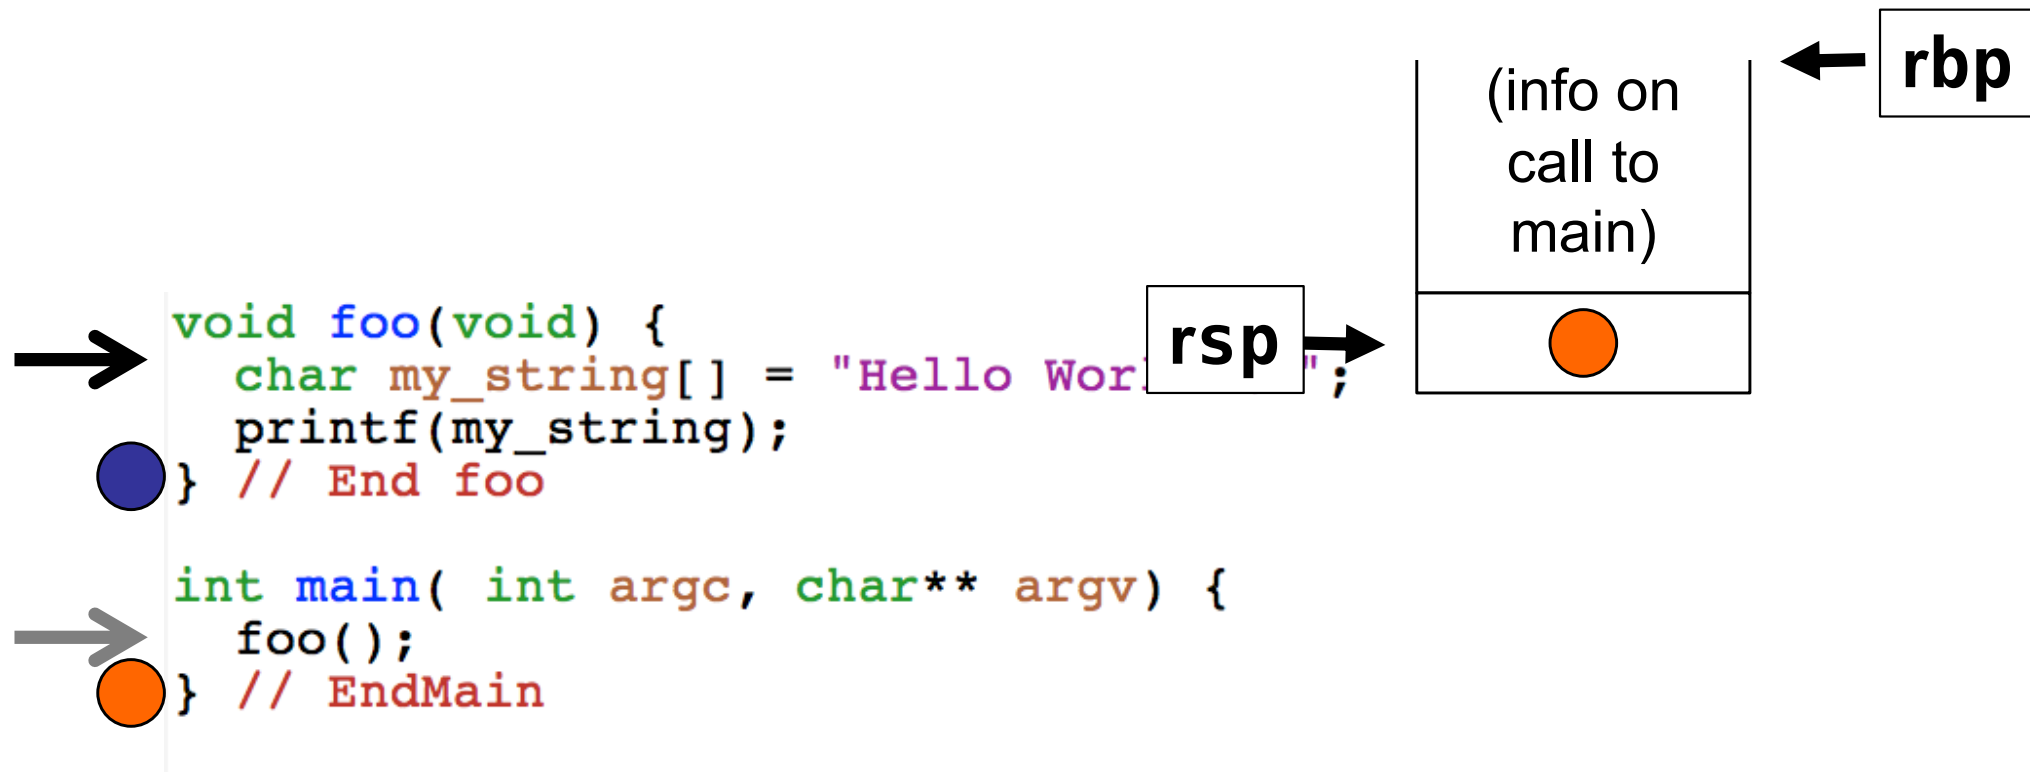 rbp
(info on
call to
main)
rsp
void foo(void) {
char my_string[] = "Hello Wor";
printf(my_string);
} // End foo
int main( int argc, char** argv) {
foo();
} // EndMain